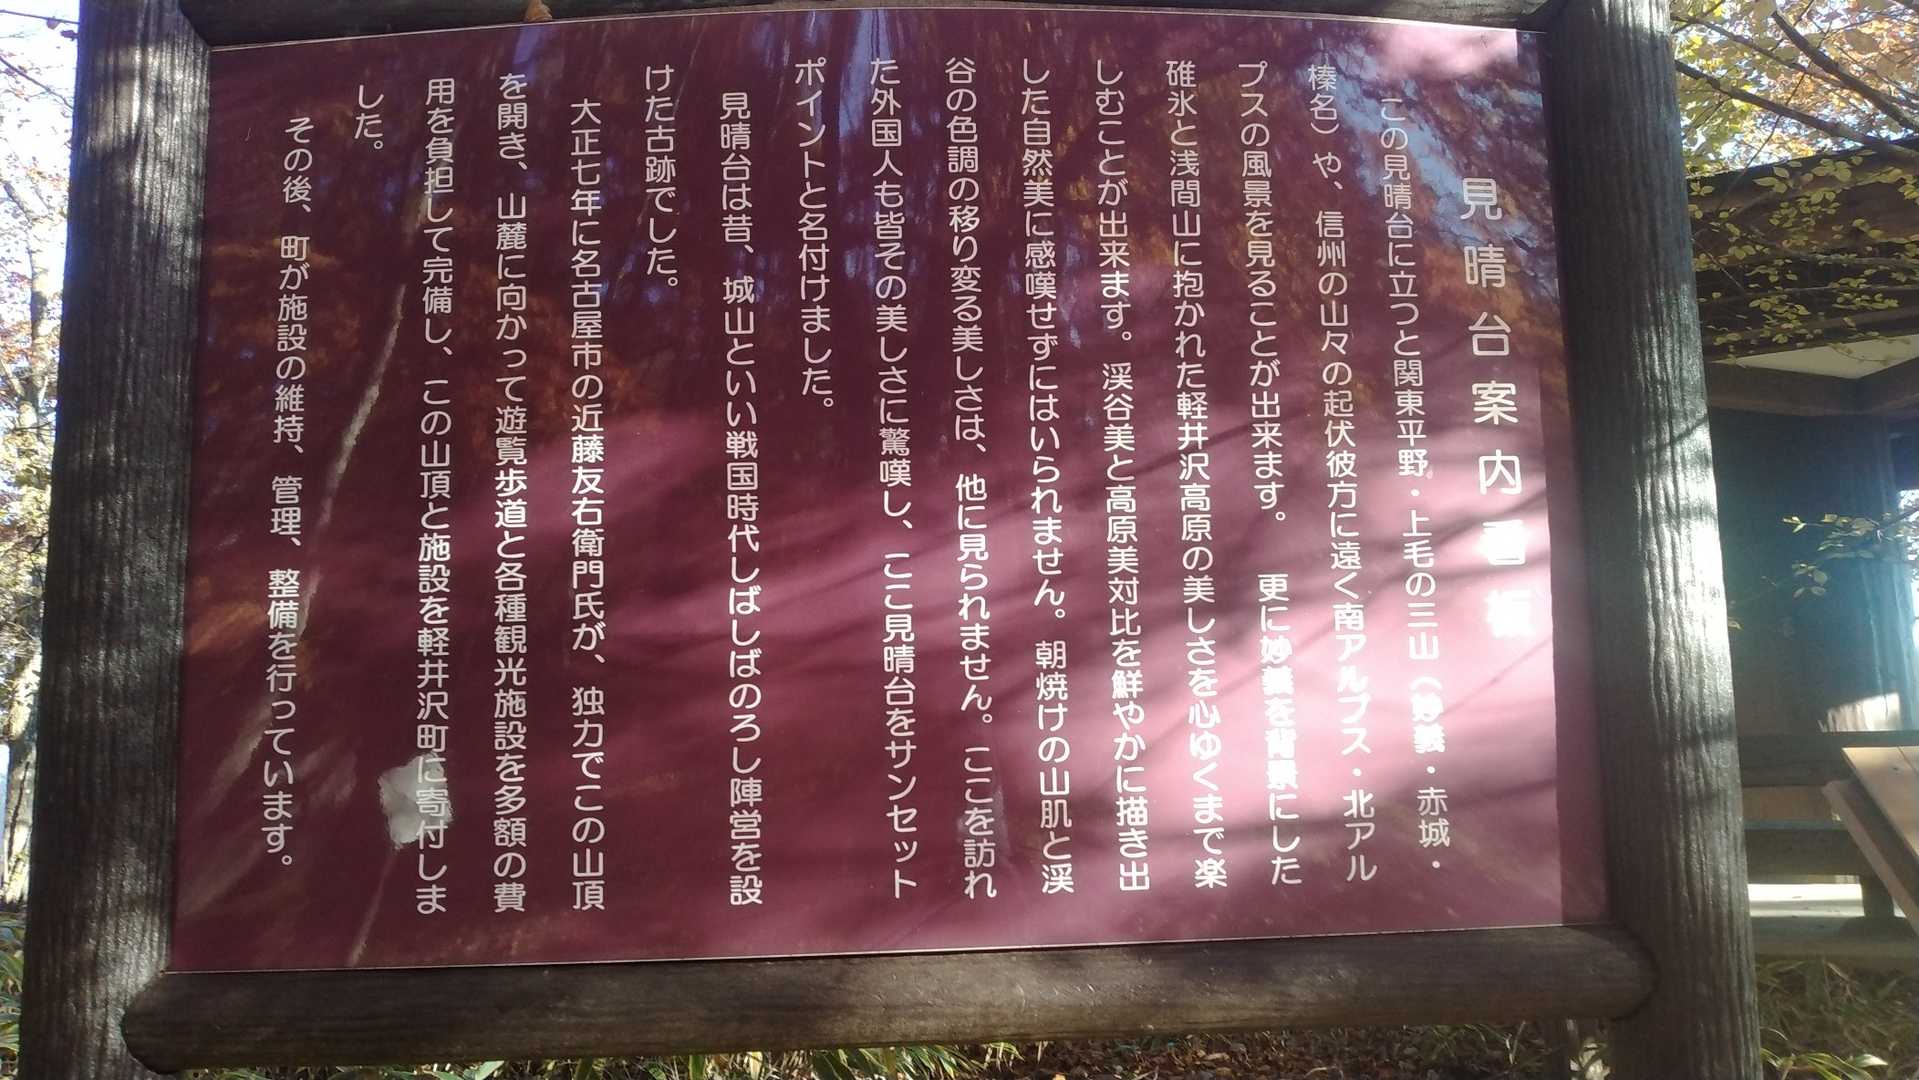 見晴台案内看板
この見晴台に立つと関東平野・上毛の三山（妙義・赤城・
榛名）や、信州の山々の起伏彼方に遠く南アルプス・北アル
プスの風景を見ることが出来ます。更に妙義を背景にした
碓氷と浅間山に抱かれた軽井沢高原の美しさを心ゆくまで楽
しむことが出来ます。渓谷美と高原美対比を鮮やかに描き出
した自然美に感嘆せずにはいられません。朝焼けの山肌と渓
谷の色調の移り変る美しさは、他に見られません。ここを訪れ
た外国人も皆その美しさに驚嘆し、ここ見晴台をサンセット
ポイントと名付けました。
見晴台は昔、城山といい戦国時代しばしばのろし陣営を設
けた古跡でした。
大正七年に名古屋市の近藤友右衛門氏が、独力でこの山頂
を開き、山麓に向かって遊覧歩道と各種観光施設を多額の費
用を負担して完備し、この山頂と施設を軽井沢町に寄付しま
した。
その後、町が施設の維持、管理、整備を行っています。